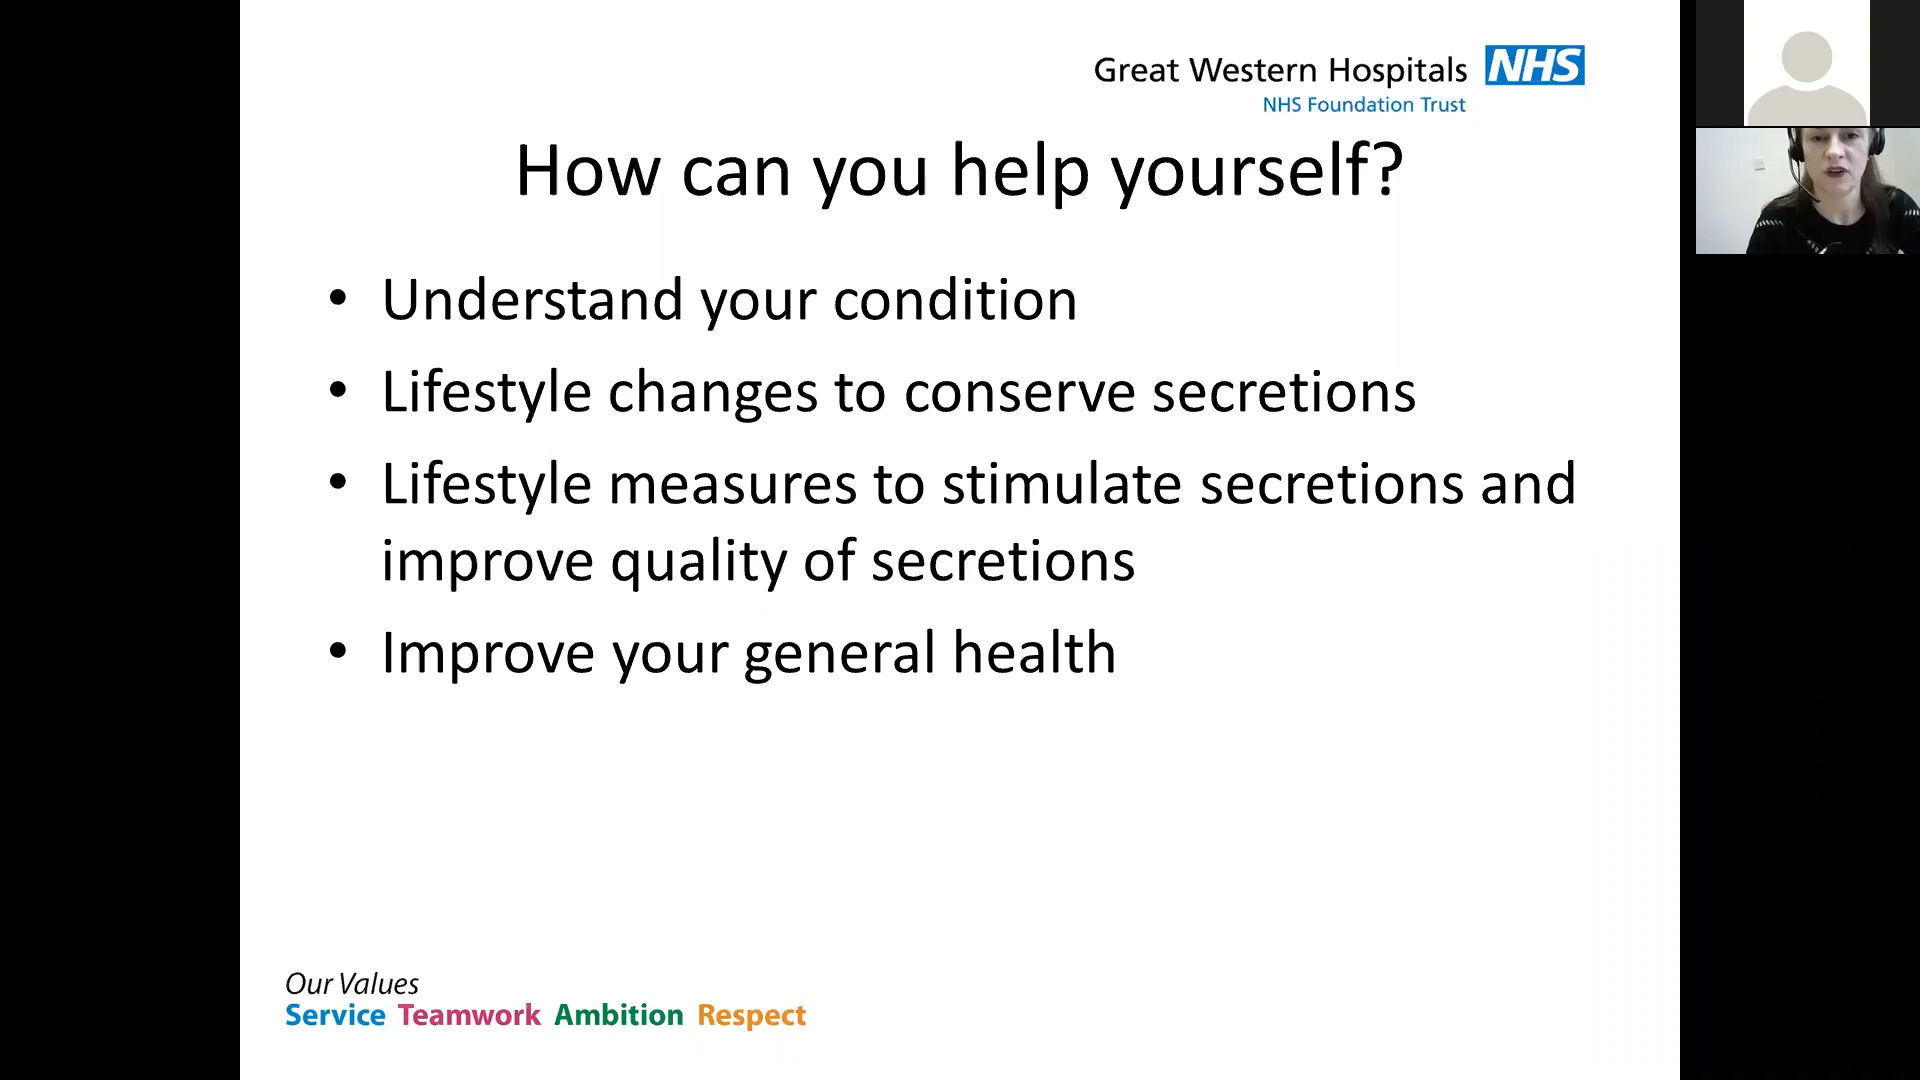 Great Western Hospitals NHS
NHS Foundation Trust
How can you help yourself?
• Understand your condition
• Lifestyle changes to conserve secretions
• Lifestyle measures to stimulate secretions and
improve quality of secretions
• Improve your general health
Our Values
Service Teamwork Ambition Respect